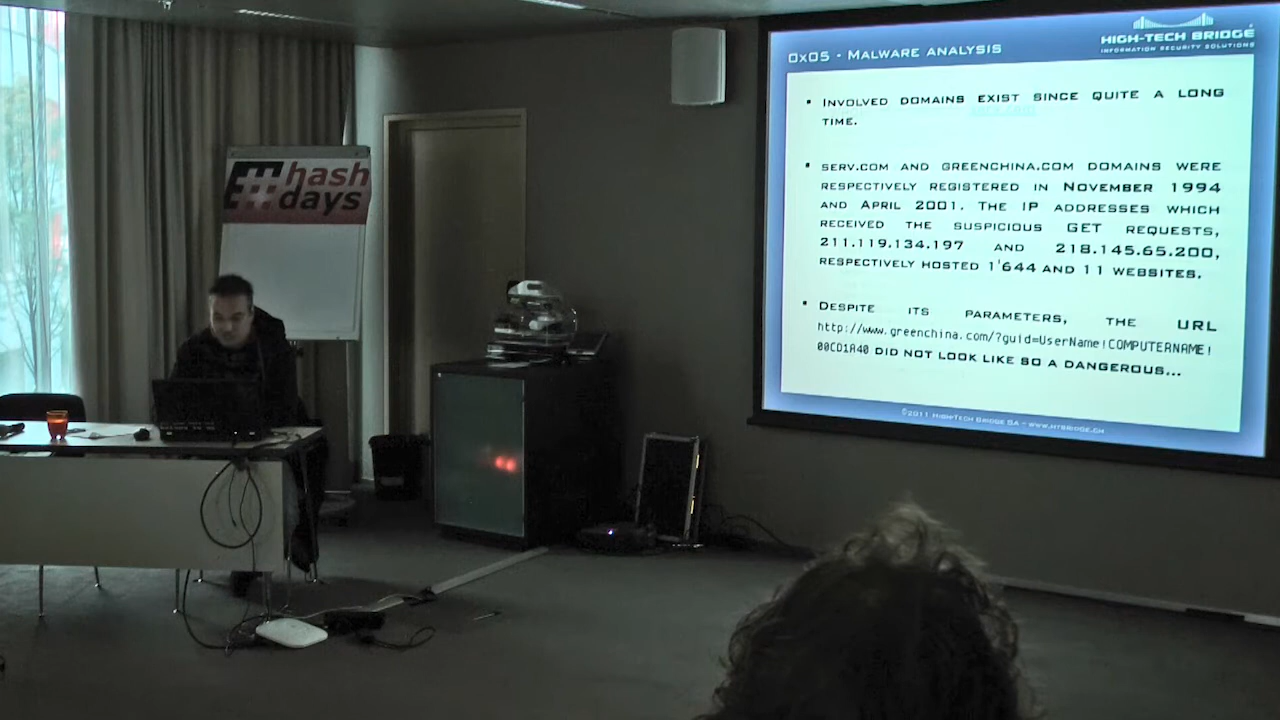 hash
days
HIGH-TECH BRIDGE
INFORMATION SECURITY SOLUTIONS
0x05 - MALWARE ANALYSIS
• INVOLVED DOMAINS EXIST SINCE QUITE A LONG
TIME.
• SERV.COM AND GREENCHINA.COM DOMAINS WERE
RESPECTIVELY REGISTERED IN NOVEMBER 1994
AND APRIL 2001. THE IP ADDRESSES WHICH
RECEIVED THE SUSPICIOUS GET REQUESTS,
211.119.134.197 AND 218.145.65.200,
RESPECTIVELY HOSTED 1'644 AND 11 WEBSITES.
• DESPITE ITS PARAMETERS, THE URL
http://www.greenchina.com/?guid=UserName!COMPUTERNAME!
00CD1A40 DID NOT LOOK LIKE SO A DANGEROUS...
©2011 HIGH-TECH BRIDGE SA – WWW.HTBRIDGE.CH